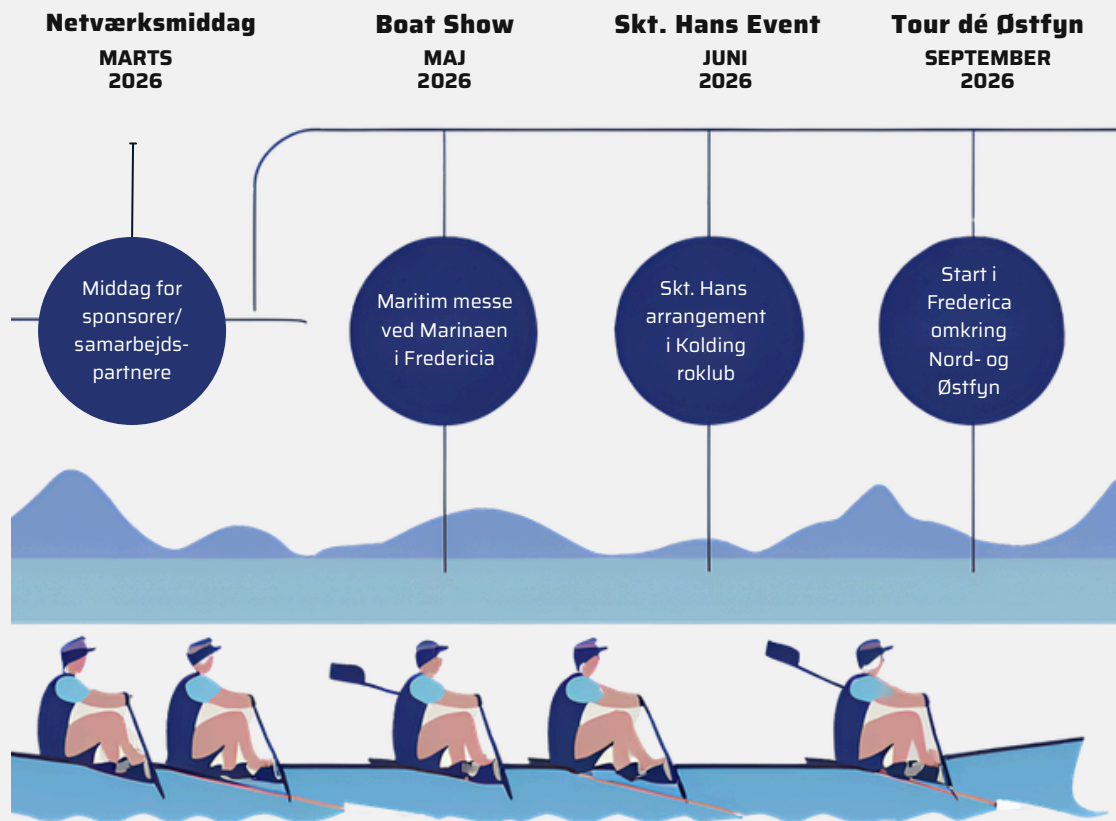 Netværksmiddag
MARTS
2026
Boat Show
MAJ
2026
Skt. Hans Event
JUNI
2026
Tour dé Østfyn
SEPTEMBER
2026
Middag for
sponsorer/
samarbejds-
partnere
Maritim messe
ved Marinaen
i Fredericia
Skt. Hans
arrangement
i Kolding
roklub
Start i
Frederica
omkring
Nord- og
Østfyn